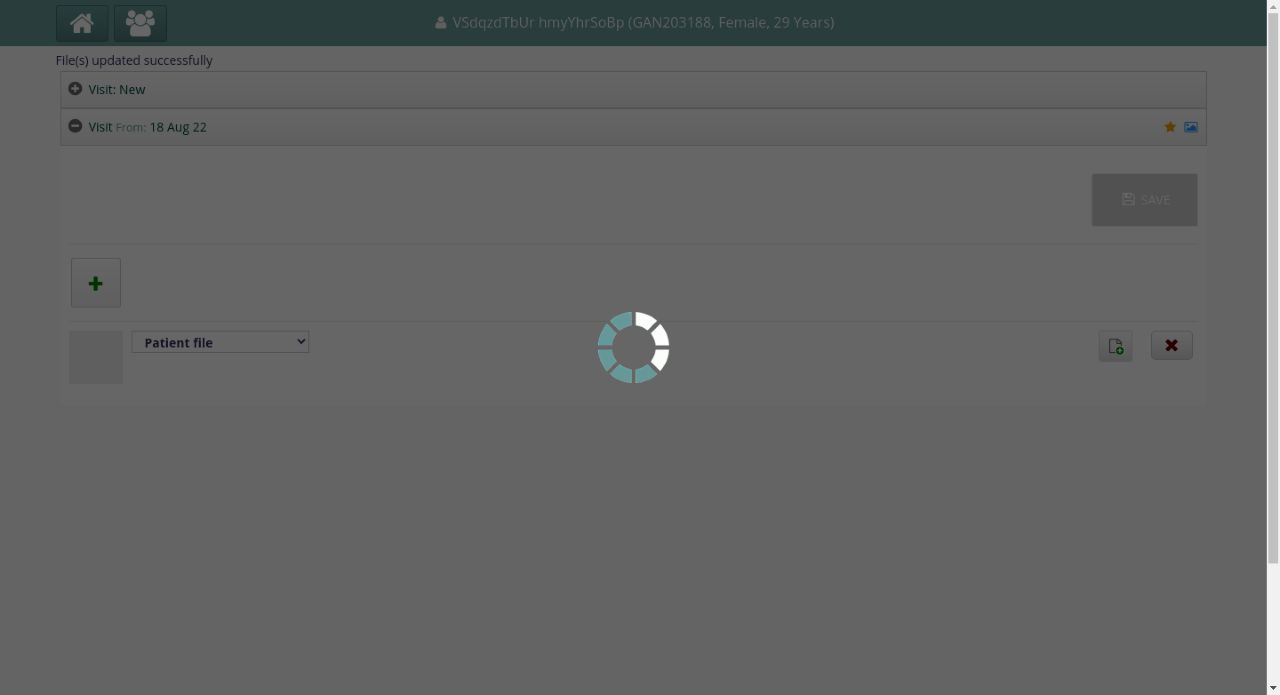 VSdqzdTbUr hmyYhrSoBp (GAN203188, Female, 29 Years)
File(s) updated successfully
Visit: New
Visit From: 18 Aug 22
SAVE
Patient file